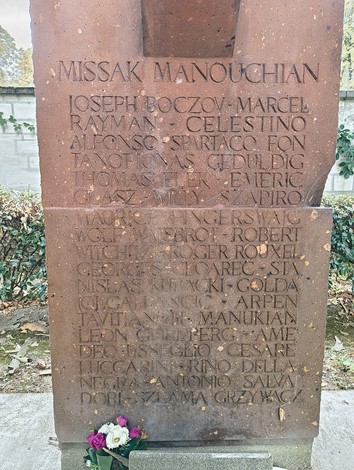 MISSAK MANOUCHIAN
JOSEPH BOCZOV - MARCEL
RAYMAN - CELESTINO
ALFONSO - SPARTACO FON
TANOT JONAS GEDULDIG
THOMAS ELEK - EMERIC
GLASZ - WILLY SZAPIRO
MAURICE FINGERSWAIG
WOLF WAJSBROT - ROBERT
WITCHITZ - ROGER ROUXEL
GEORGES CLOAREC - STA
NISLAS KUBACKI - GOLDA
BANCIC - ARPEN
TAVITIAN MANUKIAN
LEON GOLDBERG - AME
DEO USSEGLIO CESARE
LUCCARINI - RINO DELLA
NEGRA - ANTONIO SALVA
DORI - SZLAMA GRZYWACZ